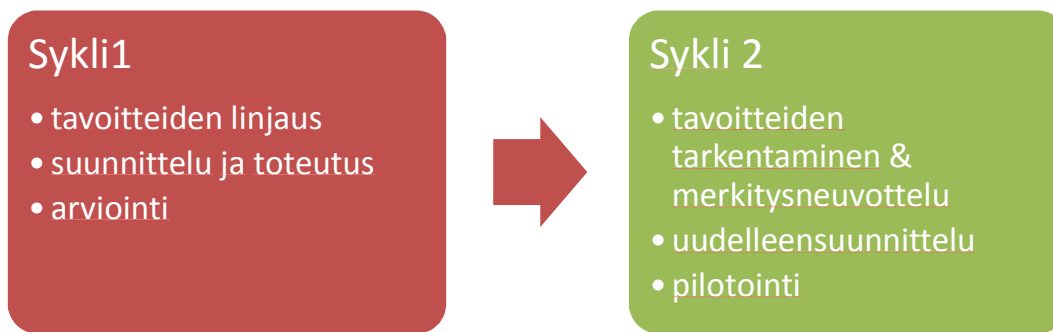 Sykli1
• tavoitteiden linjaus
• suunnittelu ja toteutus
• arviointi
Sykli 2
• tavoitteiden
tarkentaminen &
merkitysneuvottelu
• uudelleensuunnittelu
• pilotointi